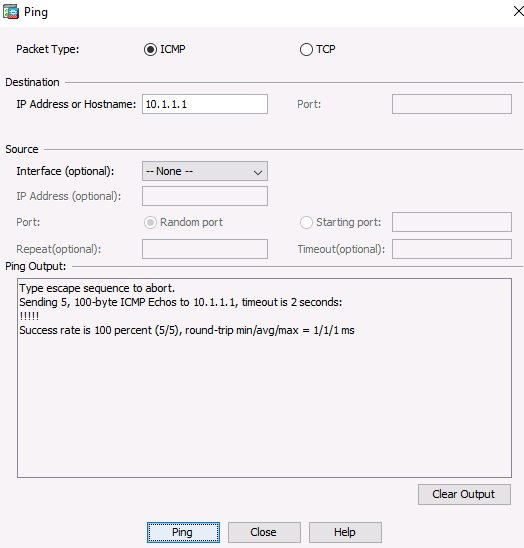 Ping
Packet Type: ICMP TCP
Destination
IP Address or Hostname: 10.1.1.1 Port:
Source
Interface (optional): -- None --
IP Address (optional):
Port: Random port Starting port:
Repeat(optional): Timeout(optional):
Ping Output:
Type escape sequence to abort.
Sending 5, 100-byte ICMP Echos to 10.1.1.1, timeout is 2 seconds:
!!!!!
Success rate is 100 percent (5/5), round-trip min/avg/max = 1/1/1 ms
Clear Output
Ping Close Help